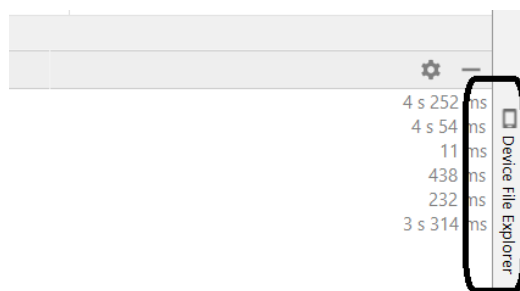 4 s 252 ms
4 s 54 ms
11 ms
438 ms
232 ms
3 s 314 ms
Device File Explorer